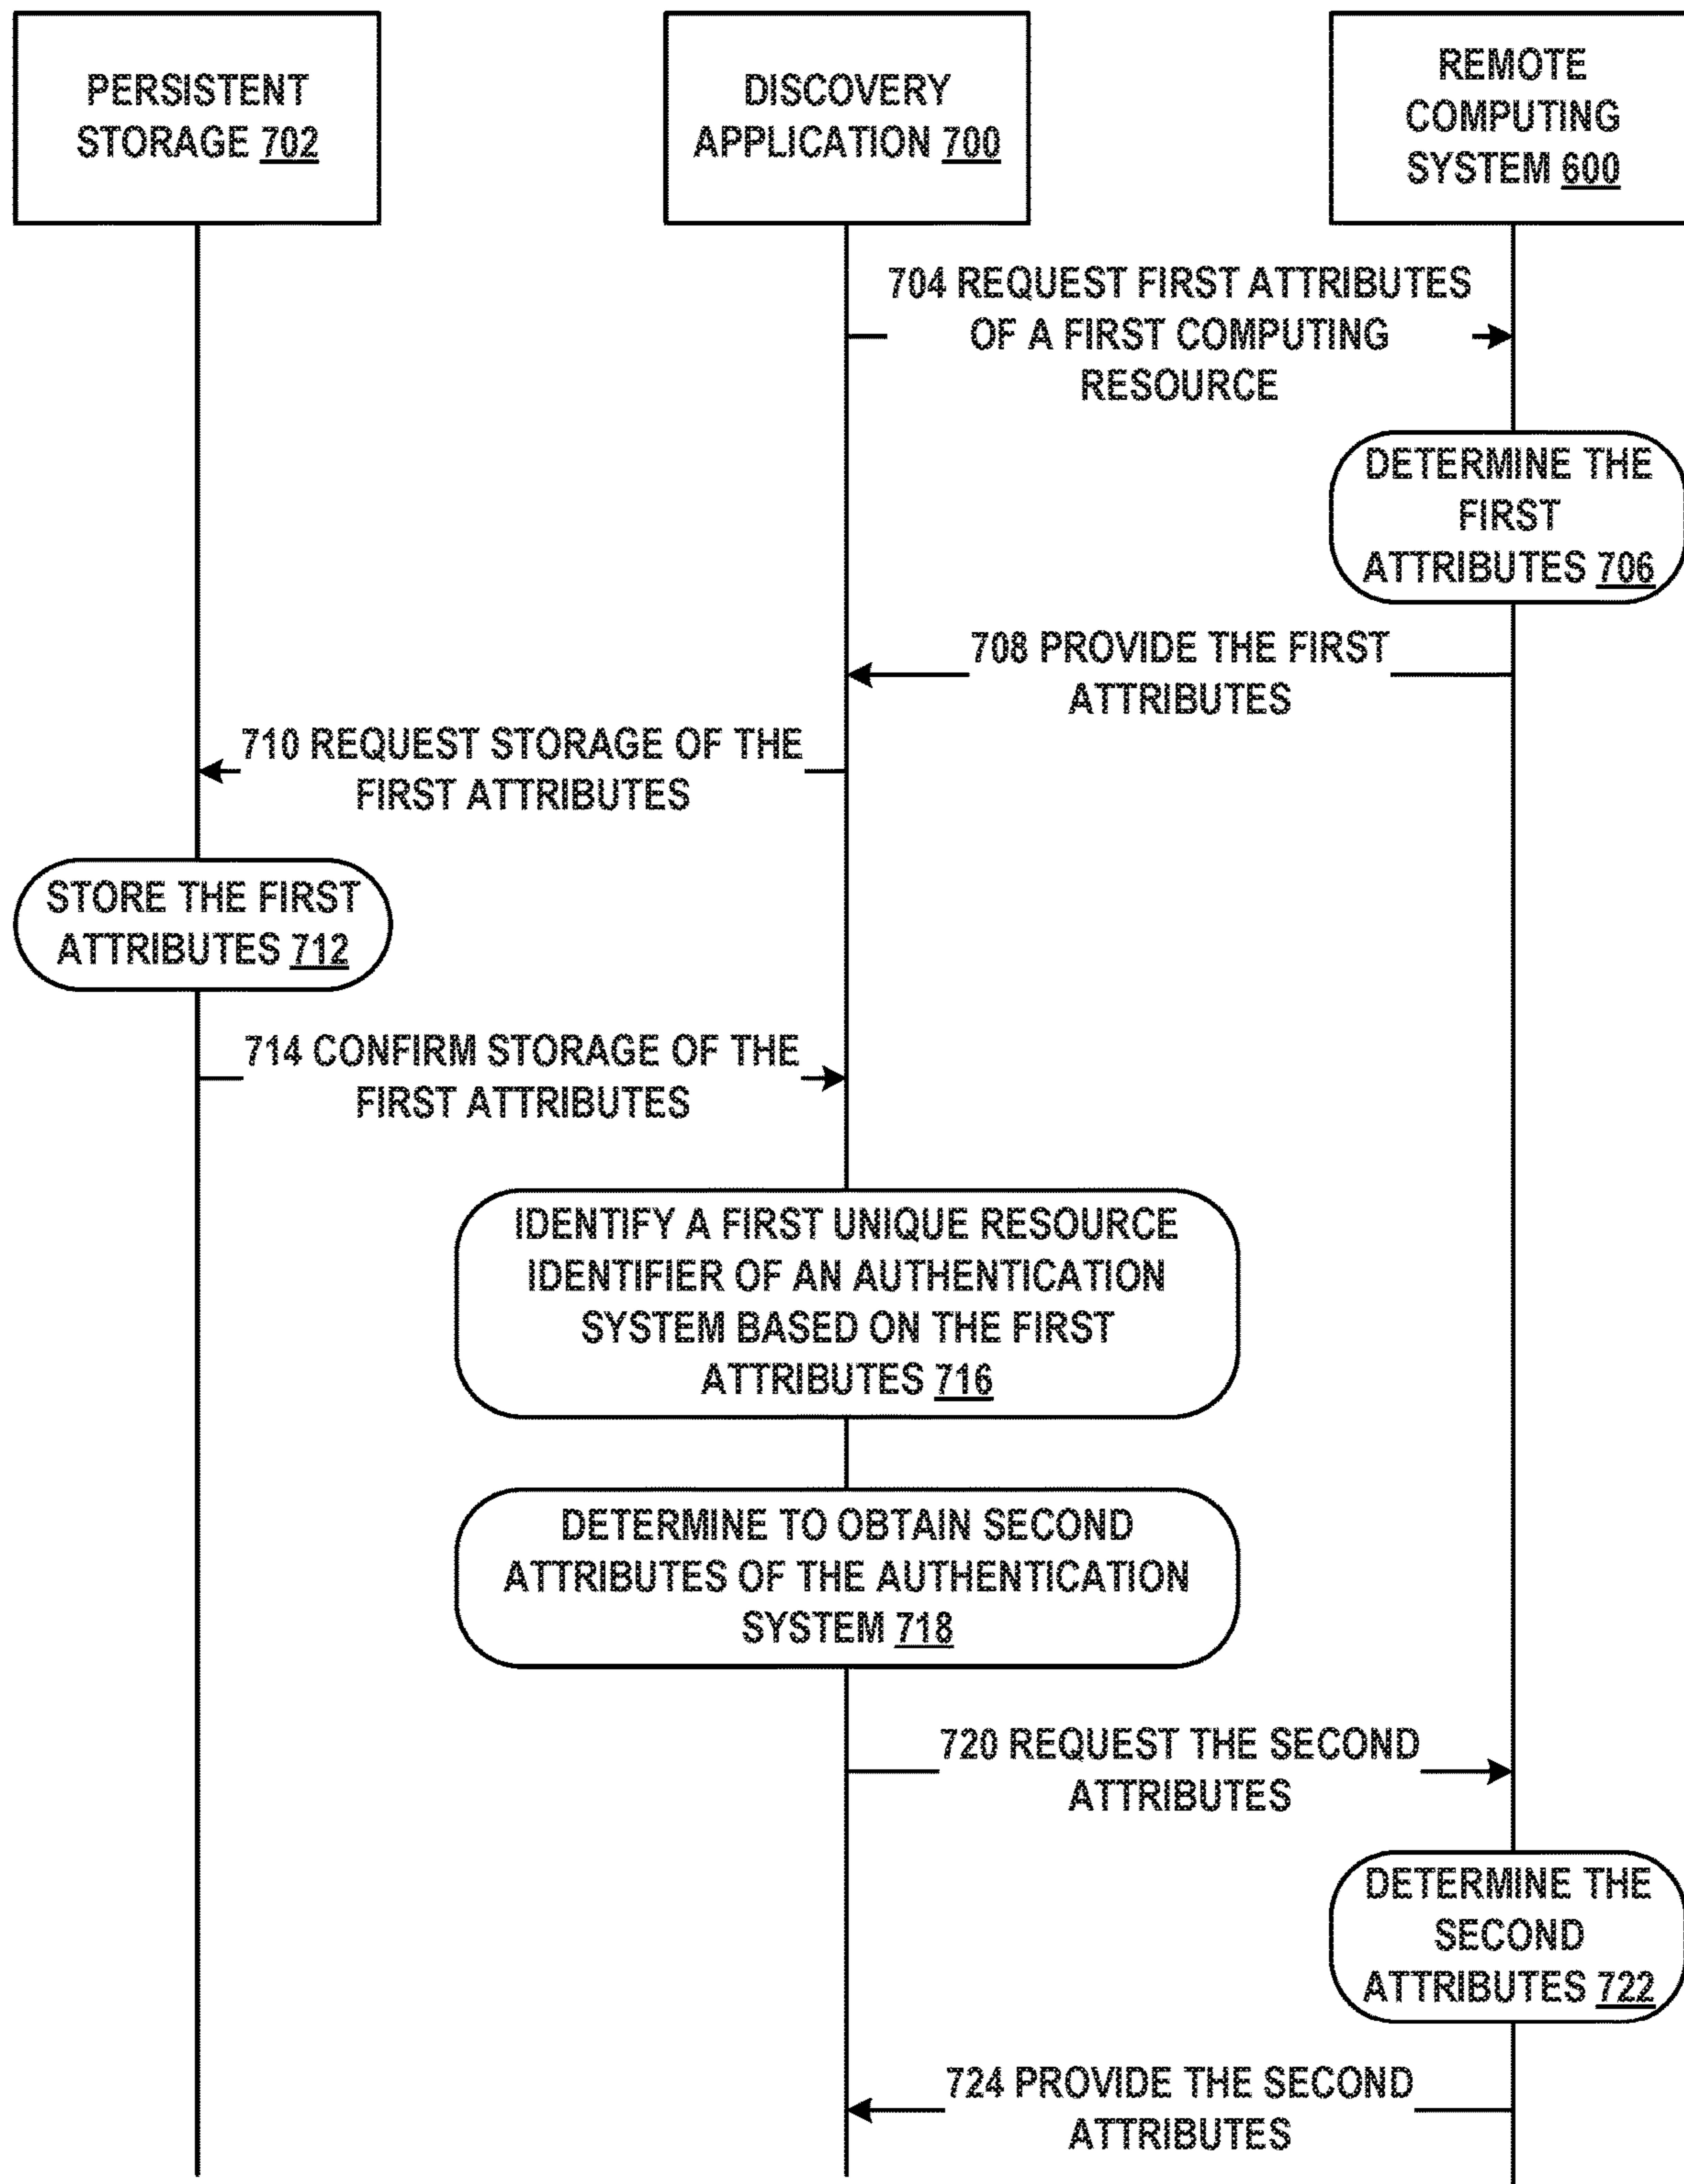 PERSISTENT
STORAGE 702
DISCOVERY
APPLICATION 700
REMOTE
COMPUTING
SYSTEM 600
704 REQUEST FIRST ATTRIBUTES
OF A FIRST COMPUTING
RESOURCE
DETERMINE THE
FIRST
ATTRIBUTES 706
708 PROVIDE THE FIRST
ATTRIBUTES
710 REQUEST STORAGE OF THE
FIRST ATTRIBUTES
STORE THE FIRST
ATTRIBUTES 712
714 CONFIRM STORAGE OF THE
FIRST ATTRIBUTES
IDENTIFY A FIRST UNIQUE RESOURCE
IDENTIFIER OF AN AUTHENTICATION
SYSTEM BASED ON THE FIRST
ATTRIBUTES 716
DETERMINE TO OBTAIN SECOND
ATTRIBUTES OF THE AUTHENTICATION
SYSTEM 718
720 REQUEST THE SECOND
ATTRIBUTES
DETERMINE THE
SECOND
ATTRIBUTES 722
724 PROVIDE THE SECOND
ATTRIBUTES